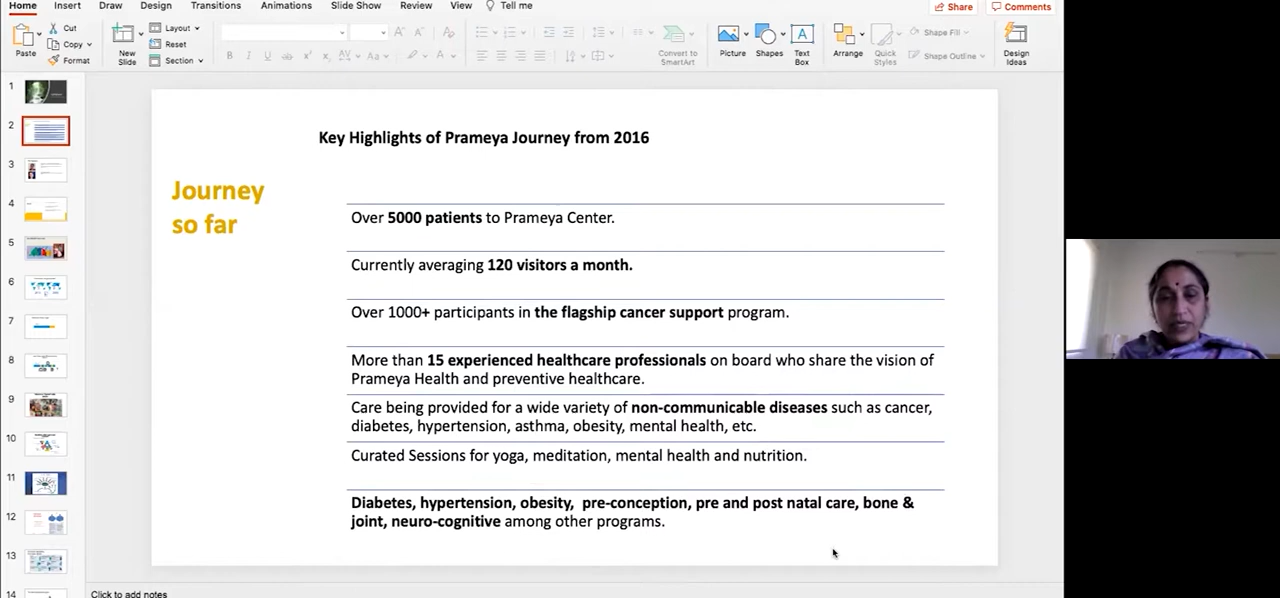 Home Insert Draw Design Transitions Animations Slide Show Review View Tell me Share Comments
Paste Cut Copy Format New Slide Layout Reset Section Convert to SmartArt Picture Shapes Text Box Arrange Quick Styles Shape Fill Shape Outline Design Ideas
Key Highlights of Prameya Journey from 2016
Journey
so far
Over 5000 patients to Prameya Center.
Currently averaging 120 visitors a month.
Over 1000+ participants in the flagship cancer support program.
More than 15 experienced healthcare professionals on board who share the vision of
Prameya Health and preventive healthcare.
Care being provided for a wide variety of non-communicable diseases such as cancer,
diabetes, hypertension, asthma, obesity, mental health, etc.
Curated Sessions for yoga, meditation, mental health and nutrition.
Diabetes, hypertension, obesity, pre-conception, pre and post natal care, bone &
joint, neuro-cognitive among other programs.
1
2
3
4
5
6
7
8
9
10
11
12
13
14
Click to add notes